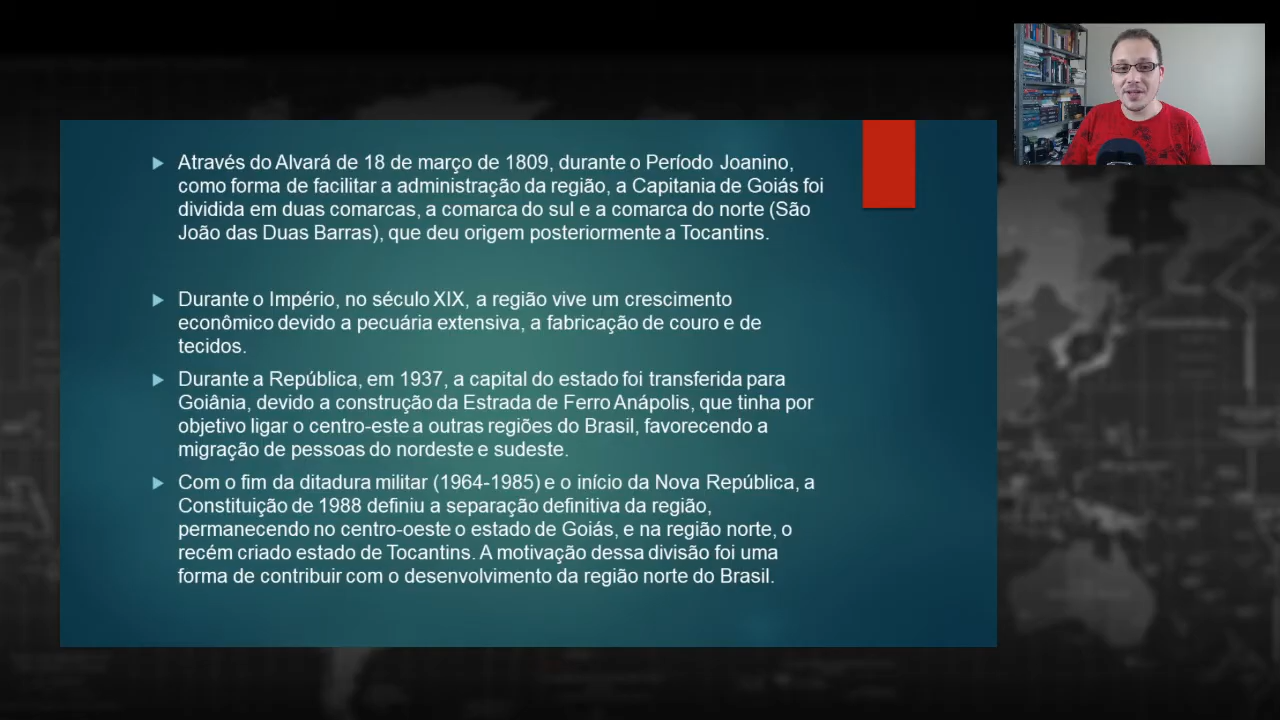 Através do Alvará de 18 de março de 1809, durante o Período Joanino,
como forma de facilitar a administração da região, a Capitania de Goiás foi
dividida em duas comarcas, a comarca do sul e a comarca do norte (São
João das Duas Barras), que deu origem posteriormente a Tocantins.
Durante o Império, no século XIX, a região vive um crescimento
econômico devido a pecuária extensiva, a fabricação de couro e de
tecidos.
Durante a República, em 1937, a capital do estado foi transferida para
Goiânia, devido a construção da Estrada de Ferro Anápolis, que tinha por
objetivo ligar o centro-este a outras regiões do Brasil, favorecendo a
migração de pessoas do nordeste e sudeste.
Com o fim da ditadura militar (1964-1985) e o início da Nova República, a
Constituição de 1988 definiu a separação definitiva da região,
permanecendo no centro-oeste o estado de Goiás, e na região norte, o
recém criado estado de Tocantins. A motivação dessa divisão foi uma
forma de contribuir com o desenvolvimento da região norte do Brasil.